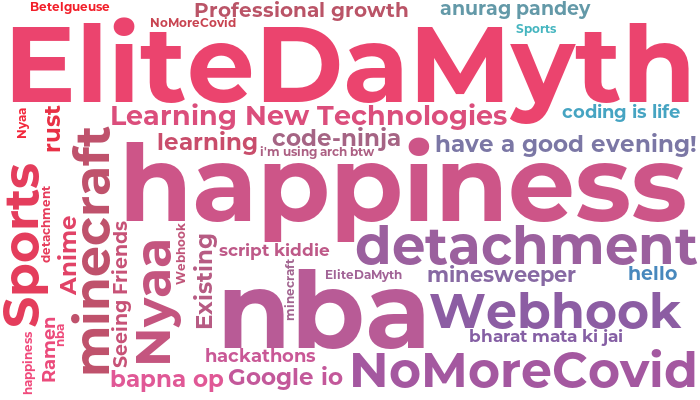 Betelgueuse
Professional growth
anurag pandey
NoMoreCovid
Sports
EliteDaMyth
Nyaa
rust
Learning New Technologies
coding is life
learning
code-ninja
i'm using arch btw
have a good evening!
minecraft
happiness
Sports
detachment
Anime
Seeing Friends
Nyaa
Webhook
Existing
script kiddie
detachment
minecraft
EliteDaMyth
minesweeper
hello
nba
Webhook
happiness
Ramen
nba
bharat mata ki jai
hackathons
bapna op
Google io
NoMoreCovid